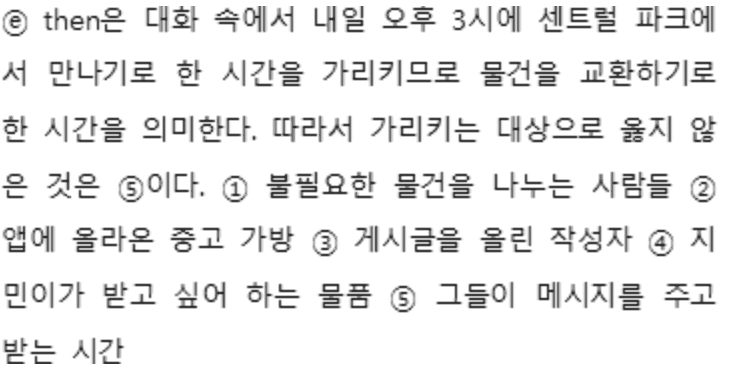 ⓔ then은 대화 속에서 내일 오후 3시에 센트럴 파크에
서 만나기로 한 시간을 가리키므로 물건을 교환하기로
한 시간을 의미한다. 따라서 가리키는 대상으로 옳지 않
은 것은 ⑤이다. ① 불필요한 물건을 나누는 사람들 ②
앱에 올라온 중고 가방 ③ 게시글을 올린 작성자 ④ 지
민이가 받고 싶어 하는 물품 ⑤ 그들이 메시지를 주고
받는 시간